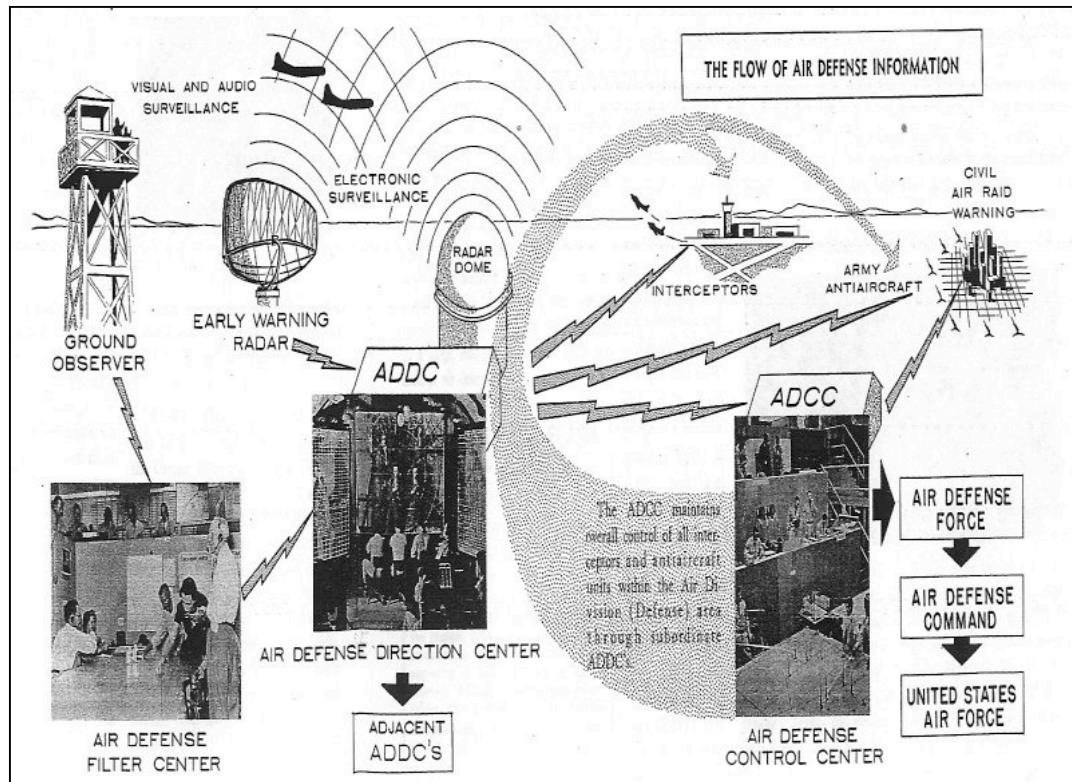 THE FLOW OF AIR DEFENSE INFORMATION
VISUAL AND AUDIO
SURVEILLANCE
ELECTRONIC
SURVEILLANCE
CIVIL
AIR RAID
WARNING
RADAR
DOME
INTERCEPTORS
ARMY
ANTIAIRCRAFT
GROUND
OBSERVER
EARLY WARNING
RADAR
ADDC
ADCC
The ADCC maintains
overall control of all inter-
ceptors and antiaircraft
units within the Air Di-
vision (Defense) area
through subordinate
ADDC's.
AIR DEFENSE
FORCE
AIR DEFENSE
COMMAND
UNITED STATES
AIR FORCE
AIR DEFENSE DIRECTION CENTER
ADJACENT
ADDC's
AIR DEFENSE
FILTER CENTER
AIR DEFENSE
CONTROL CENTER